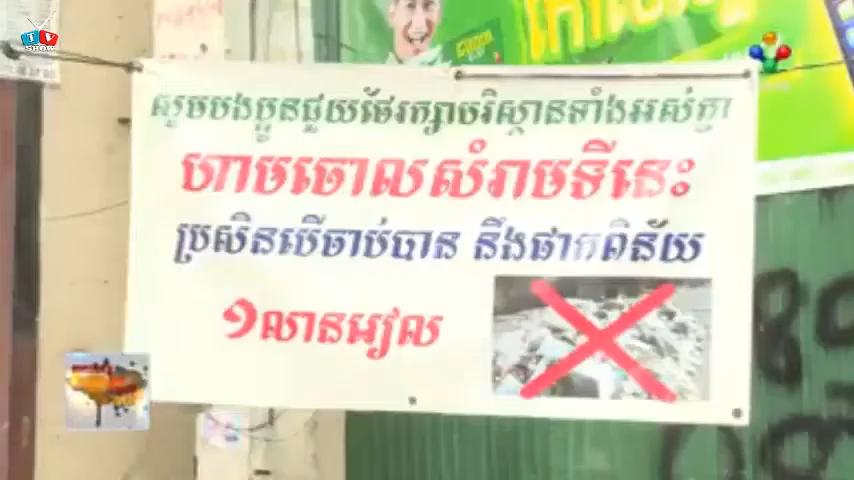 TV
SHOW
សូមបងប្អូនជួយថែរក្សាបរិស្ថានទាំងអស់គ្នា
ហាមចោលសំរាមទីនេះ
ប្រសិនបើចាប់បាន នឹងផាកពិន័យ
១លានរៀល